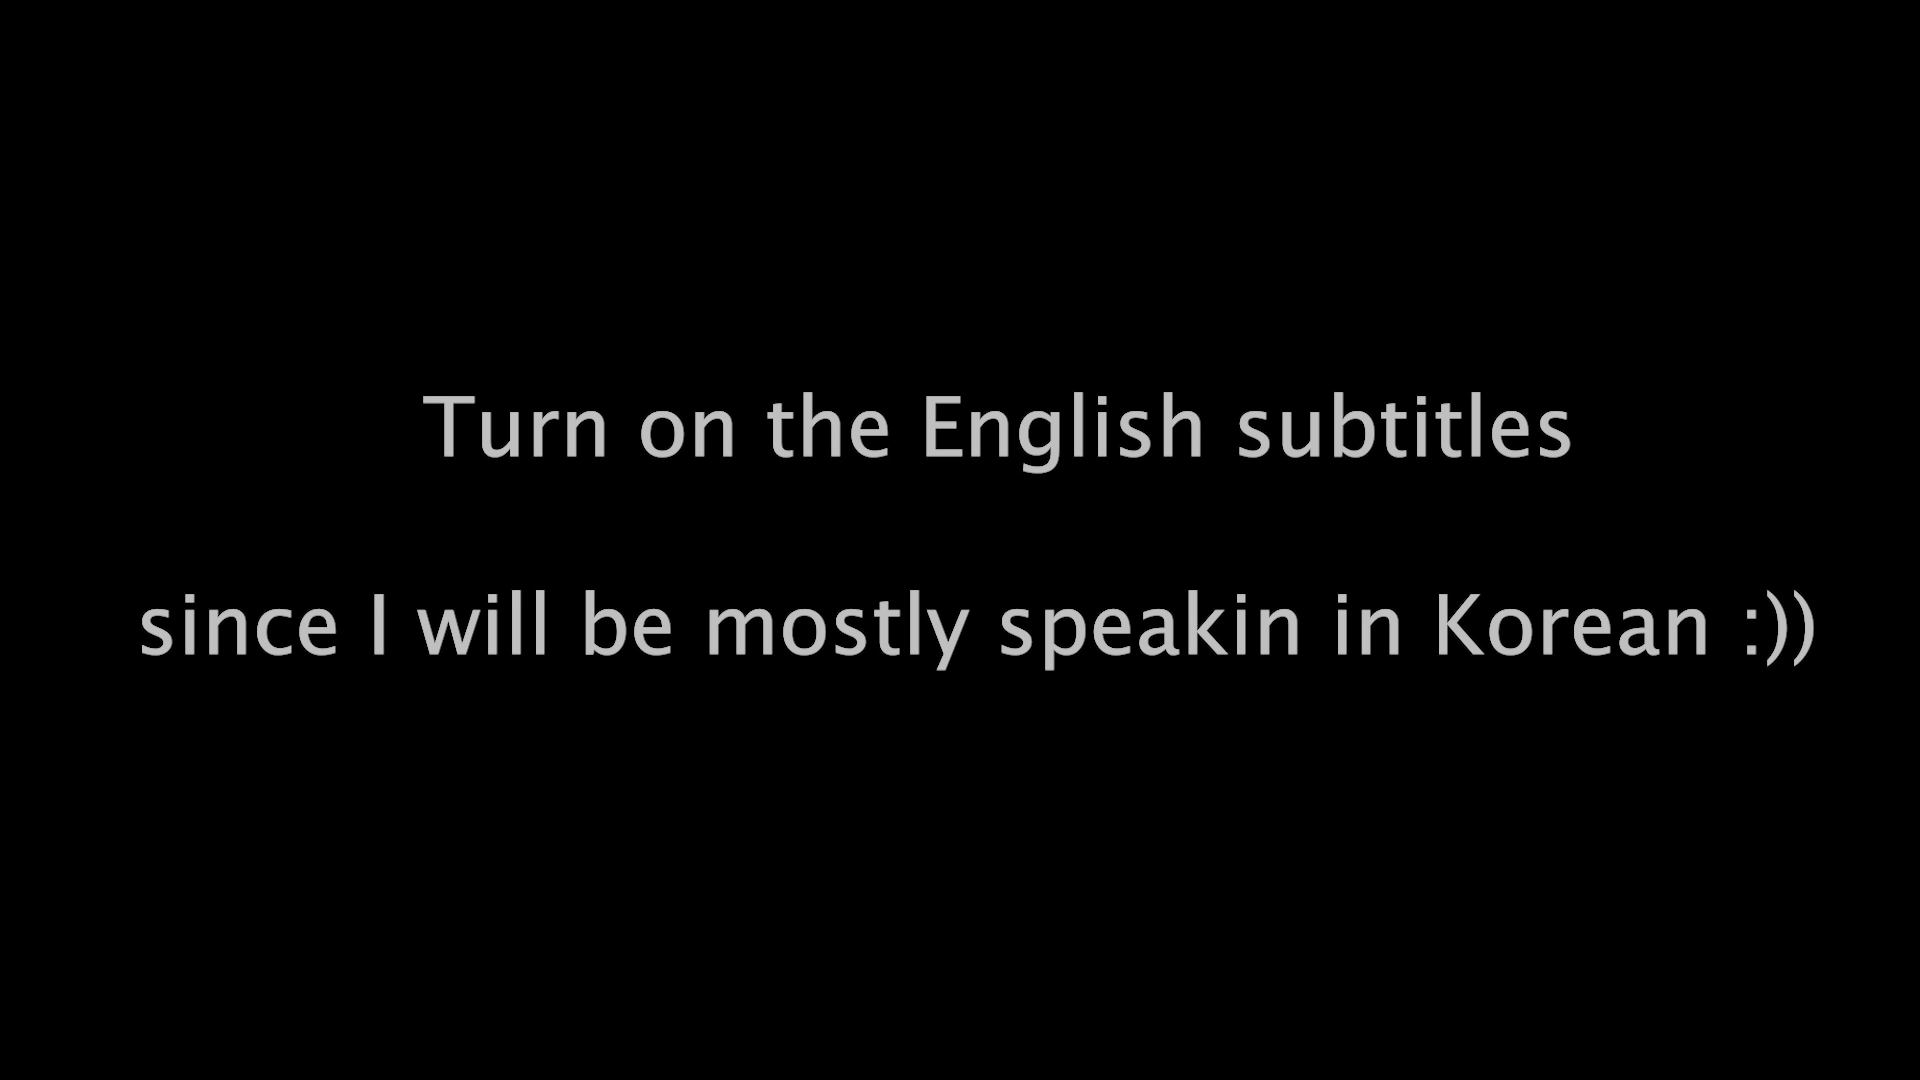 Turn on the English subtitles
since I will be mostly speakin in Korean :))